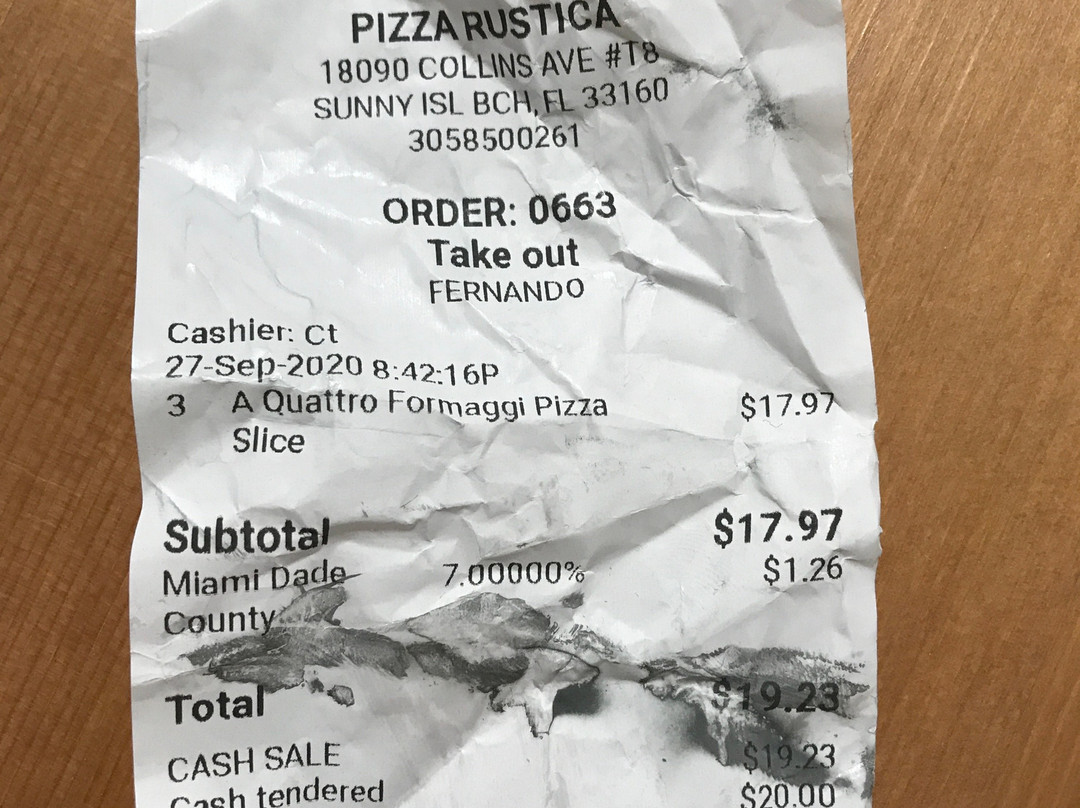 PIZZA RUSTICA
18090 COLLINS AVE #T8
SUNNY ISL BCH, FL 33160
3058500261
ORDER: 0663
Take out
FERNANDO
Cashier: Ct
27-Sep-2020 8:42:16P
3 A Quattro Formaggi Pizza $17.97
Slice
Subtotal $17.97
Miami Dade 7.00000% $1.26
County
Total $19.23
CASH SALE $19.23
Cash tendered $20.00